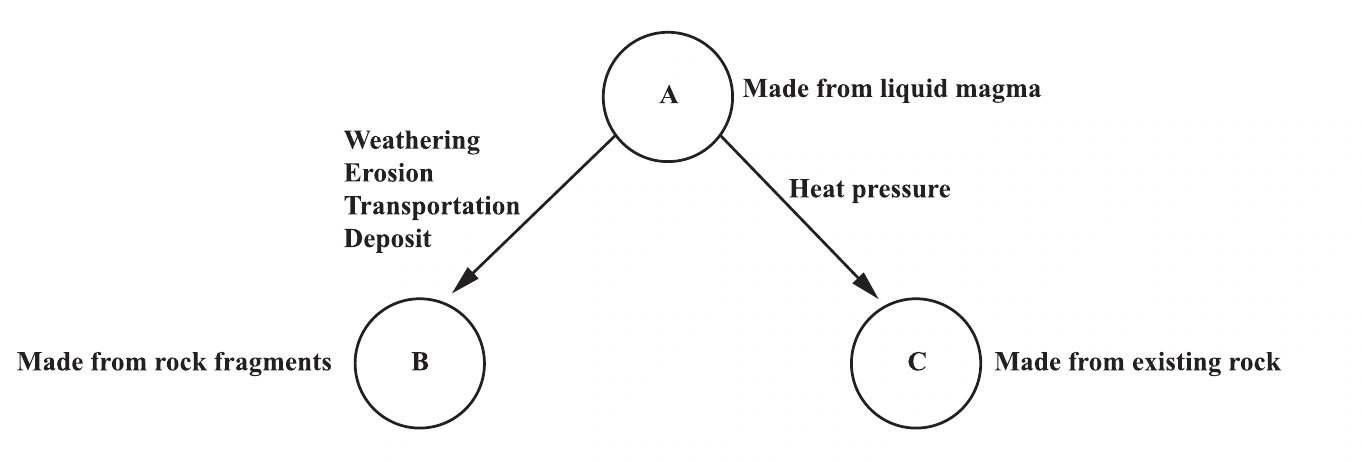 A
Made from liquid magma
Weathering
Erosion
Transportation
Deposit
Heat pressure
Made from rock fragments
B
C
Made from existing rock